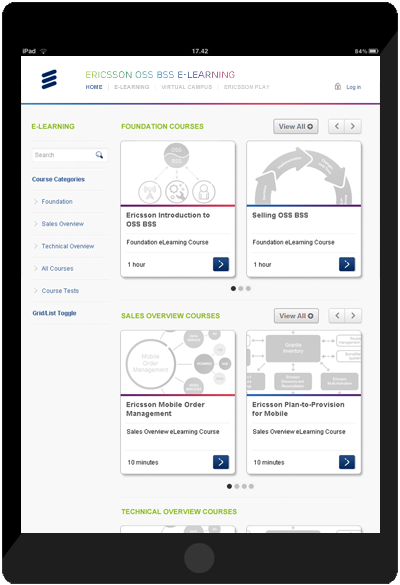 iPad 17.42 84%
ERICSSON OSS BSS E-LEARNING
HOME | E-LEARNING | VIRTUAL CAMPUS | ERICSSON PLAY
Log in
E-LEARNING
Search
Course Categories
Foundation
Sales Overview
Technical Overview
All Courses
Course Tests
Grid/List Toggle
FOUNDATION COURSES
View All
OSS
BSS
Ericsson Introduction to
OSS BSS
Foundation eLearning Course
1 hour
Selling OSS BSS
Foundation eLearning Course
1 hour
SALES OVERVIEW COURSES
View All
Mobile
Order
Management
Ericsson Mobile Order
Management
Sales Overview eLearning Course
10 minutes
Granite
Inventory
Ericsson Plan-to-Provision
for Mobile
Sales Overview eLearning Course
10 minutes
TECHNICAL OVERVIEW COURSES